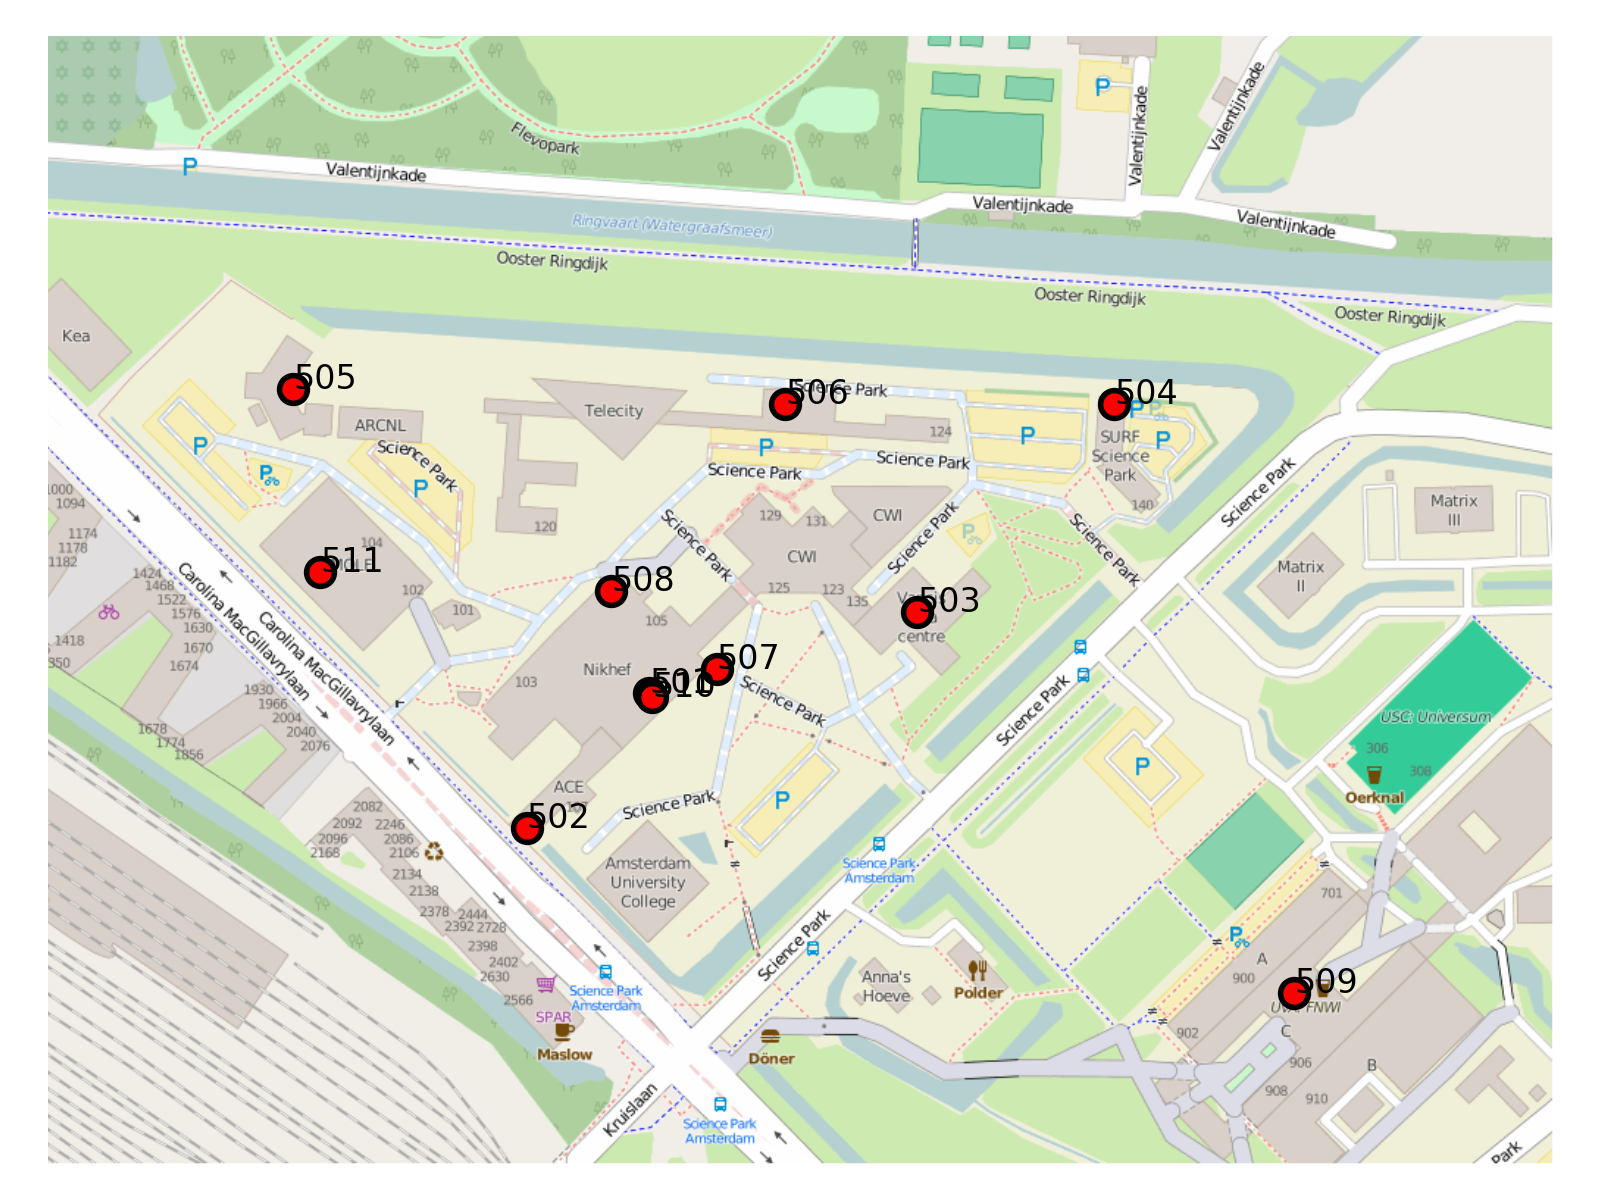 Flevopark
Valentijnkade
Valentijnkade
Valentijnkade
Valentijnkade
Valentijnkade
P
P
Ringvaart (Watergraafsmeer)
Ooster Ringdijk
Ooster Ringdijk
Ooster Ringdijk
Kea
505
506
504
Science Park
ARCNL
Telecity
124
P
P
P
P
P
P
P
P
P
Science Park
Science Park
Science Park
SURF
Science
Park
140
Science Park
Matrix
III
Matrix
II
1000
1094
1174
1178
1182
1424
1468
1522
1576
1630
1670
1674
1418
350
104
511
102
101
120
Science Park
129
131
CWI
CWI
125
123
135
Science Park
Science Park
508
105
503
centre
Carolina MacGillavrylaan
Carolina MacGillavrylaan
Nikhef
103
507
510
Science Park
Science Park
USC: Universum
306
308
Oerknal
P
P
1930
1966
2004
2040
2076
1678
1774
1856
ACE
502
Science Park
2082
2092
2096
2168
2246
2086
2106
2134
2138
2378
2444
2392
2728
2398
2402
2630
2566
Amsterdam
University
College
Science Park
Amsterdam
Science Park
701
P
A
900
509
902
C
906
908
910
B
Anna's
Hoeve
Polder
Science Park
Amsterdam
SPAR
Maslow
Döner
Kruislaan
Science Park
Amsterdam
Park